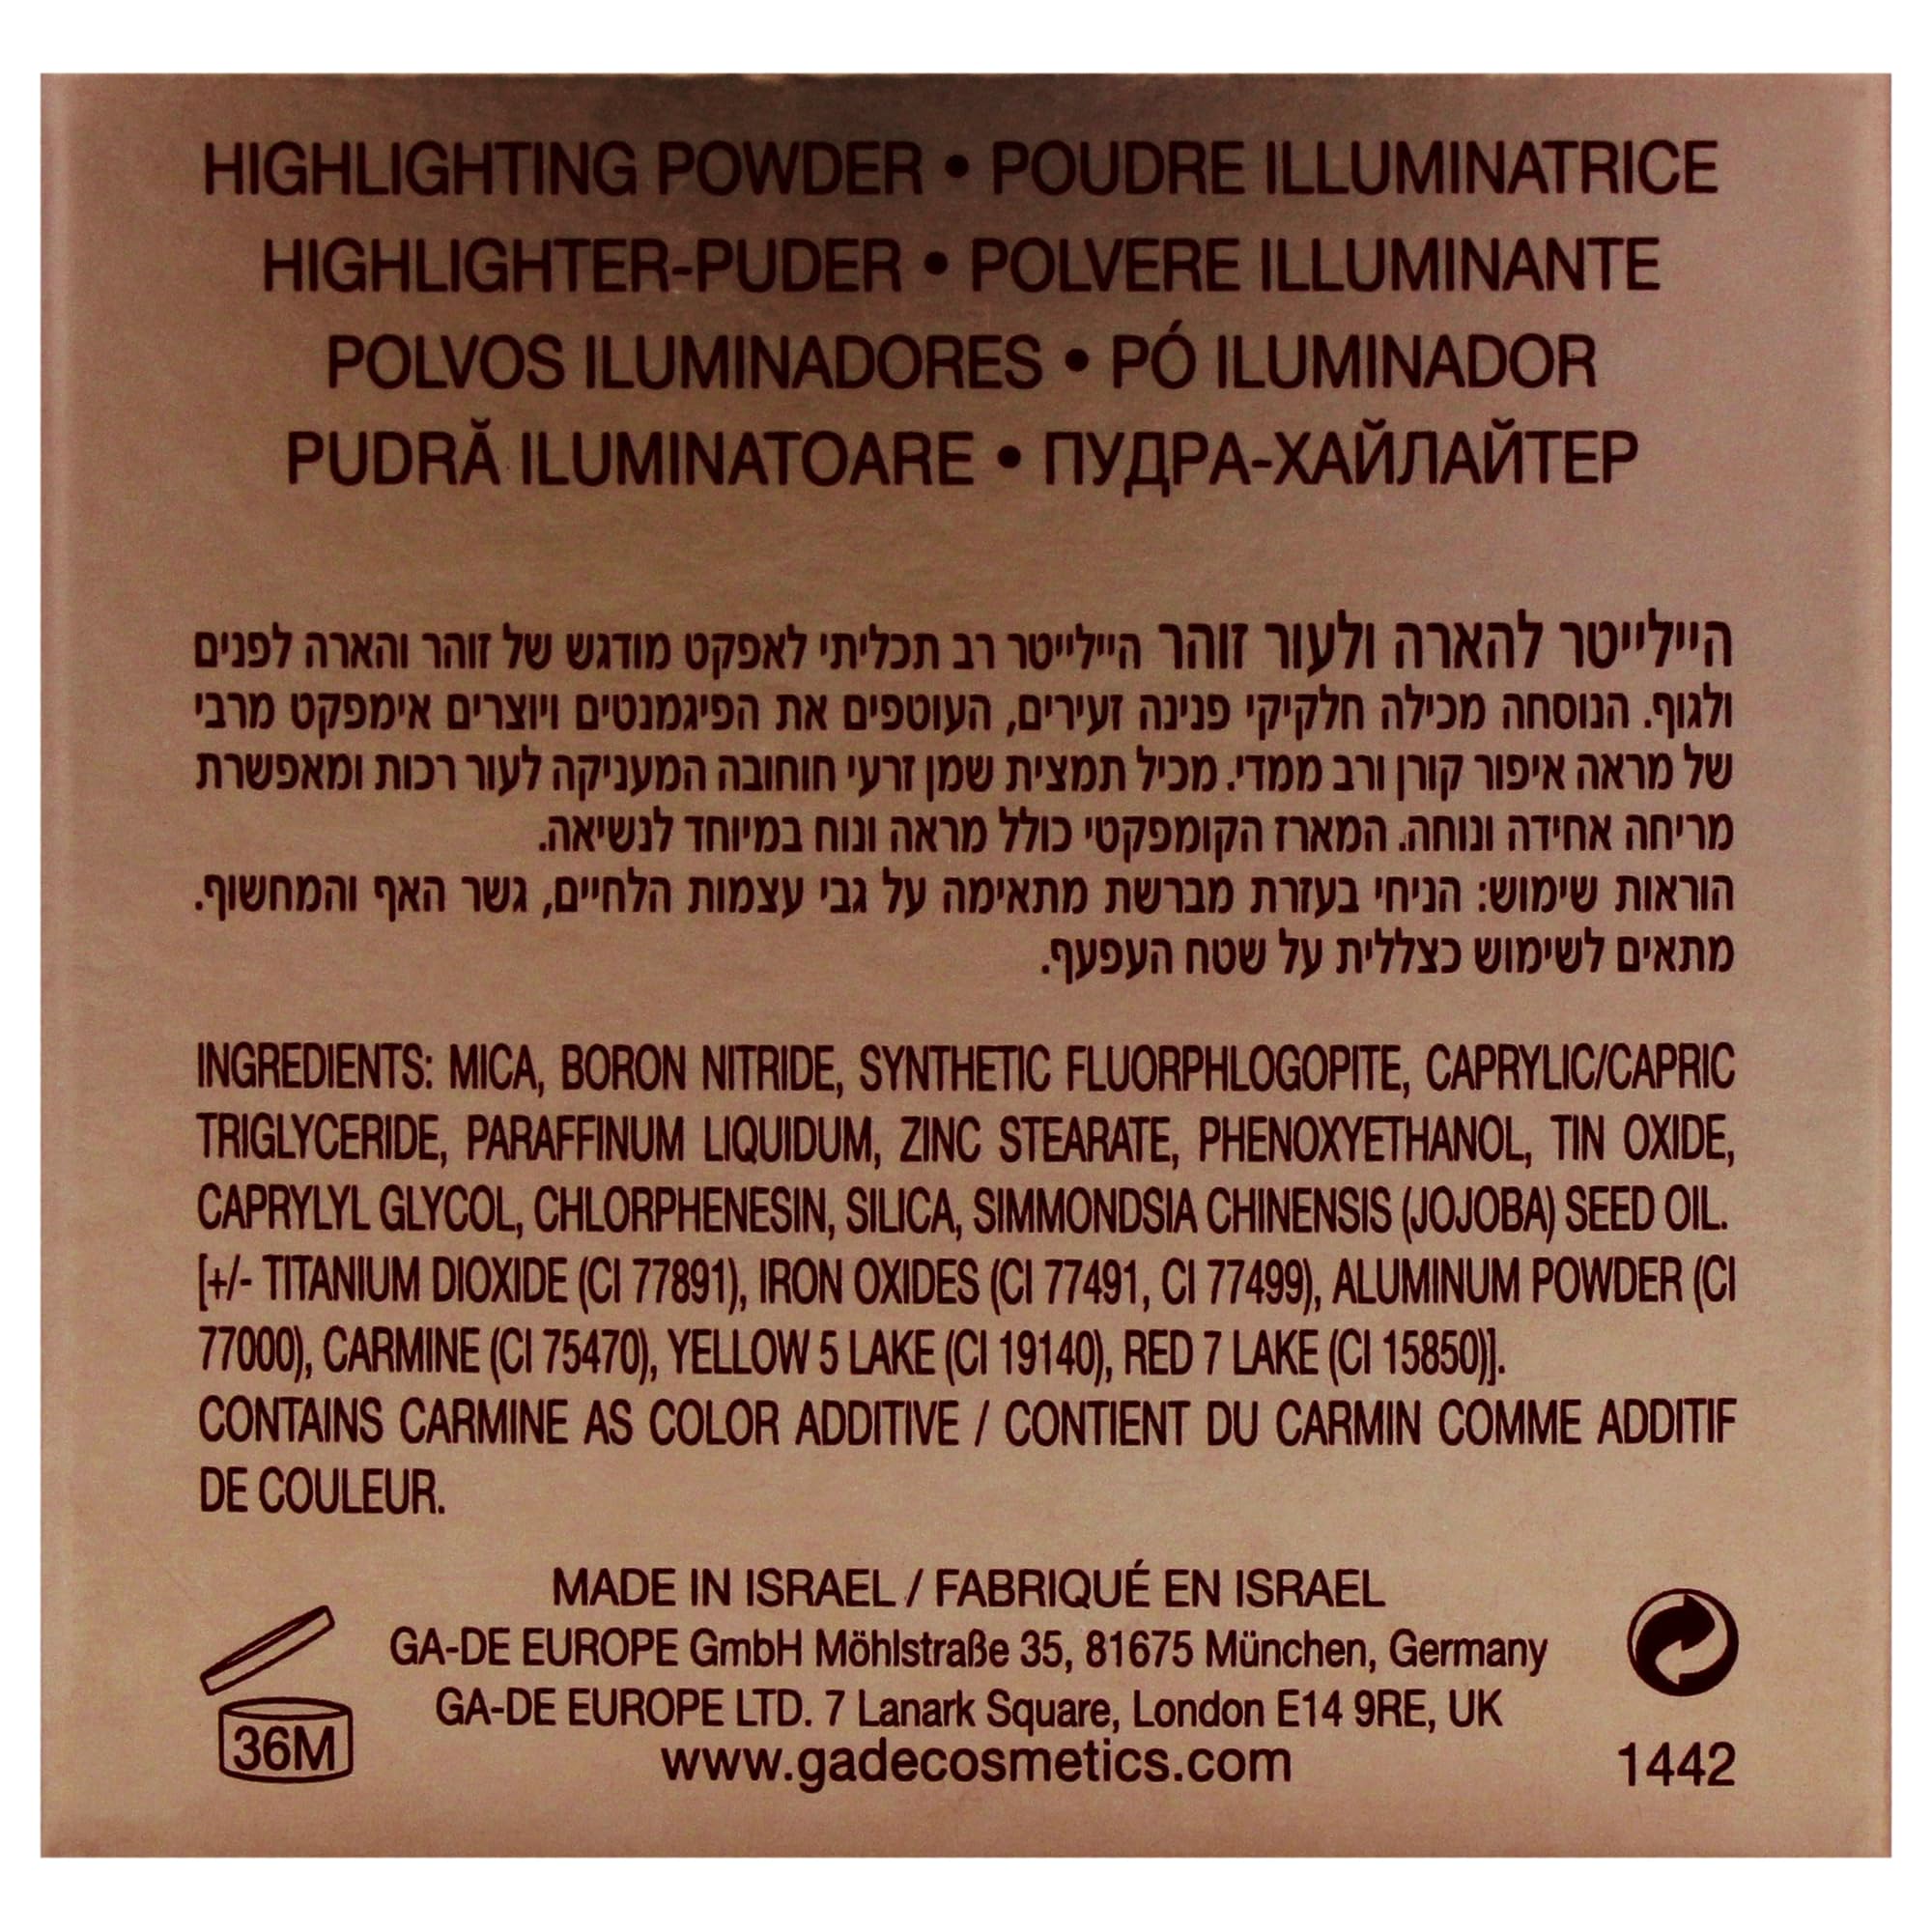 HIGHLIGHTING POWDER • POUDRE ILLUMINATRICE
HIGHLIGHTER-PUDER • POLVERE ILLUMINANTE
POLVOS ILUMINADORES • PÓ ILUMINADOR
PUDRĂ ILUMINATOARE • ПУДРА-ХАЙЛАЙТЕР
היילייטר להארה ולעור זוהר היילייטר רב תכליתי לאפקט מודגש של זוהר והארה לפנים
ולגוף. הנוסחה מכילה חלקיקי פנינה זעירים, העוטפים את הפיגמנטים ויוצרים אימפקט מרבי
של מראה איפור קורן ורב ממדי. מכיל תמצית שמן זרעי חוחובה המעניקה לעור רכות ומאפשרת
מריחה אחידה ונוחה. המארז הקומפקטי כולל מראה ונוח במיוחד לנשיאה.
הוראות שימוש: הניחי בעזרת מברשת מתאימה על גבי עצמות הלחיים, גשר האף והמחשוף.
מתאים לשימוש כצללית על שטח העפעף.
INGREDIENTS: MICA, BORON NITRIDE, SYNTHETIC FLUORPHLOGOPITE, CAPRYLIC/CAPRIC
TRIGLYCERIDE, PARAFFINUM LIQUIDUM, ZINC STEARATE, PHENOXYETHANOL, TIN OXIDE,
CAPRYLYL GLYCOL, CHLORPHENESIN, SILICA, SIMMONDSIA CHINENSIS (JOJOBA) SEED OIL.
[+/- TITANIUM DIOXIDE (CI 77891), IRON OXIDES (CI 77491, CI 77499), ALUMINUM POWDER (CI
77000), CARMINE (CI 75470), YELLOW 5 LAKE (CI 19140), RED 7 LAKE (CI 15850)].
CONTAINS CARMINE AS COLOR ADDITIVE / CONTIENT DU CARMIN COMME ADDITIF
DE COULEUR.
MADE IN ISRAEL / FABRIQUÉ EN ISRAEL
GA-DE EUROPE GmbH Möhlstraße 35, 81675 München, Germany
GA-DE EUROPE LTD. 7 Lanark Square, London E14 9RE, UK
www.gadecosmetics.com
36M
1442